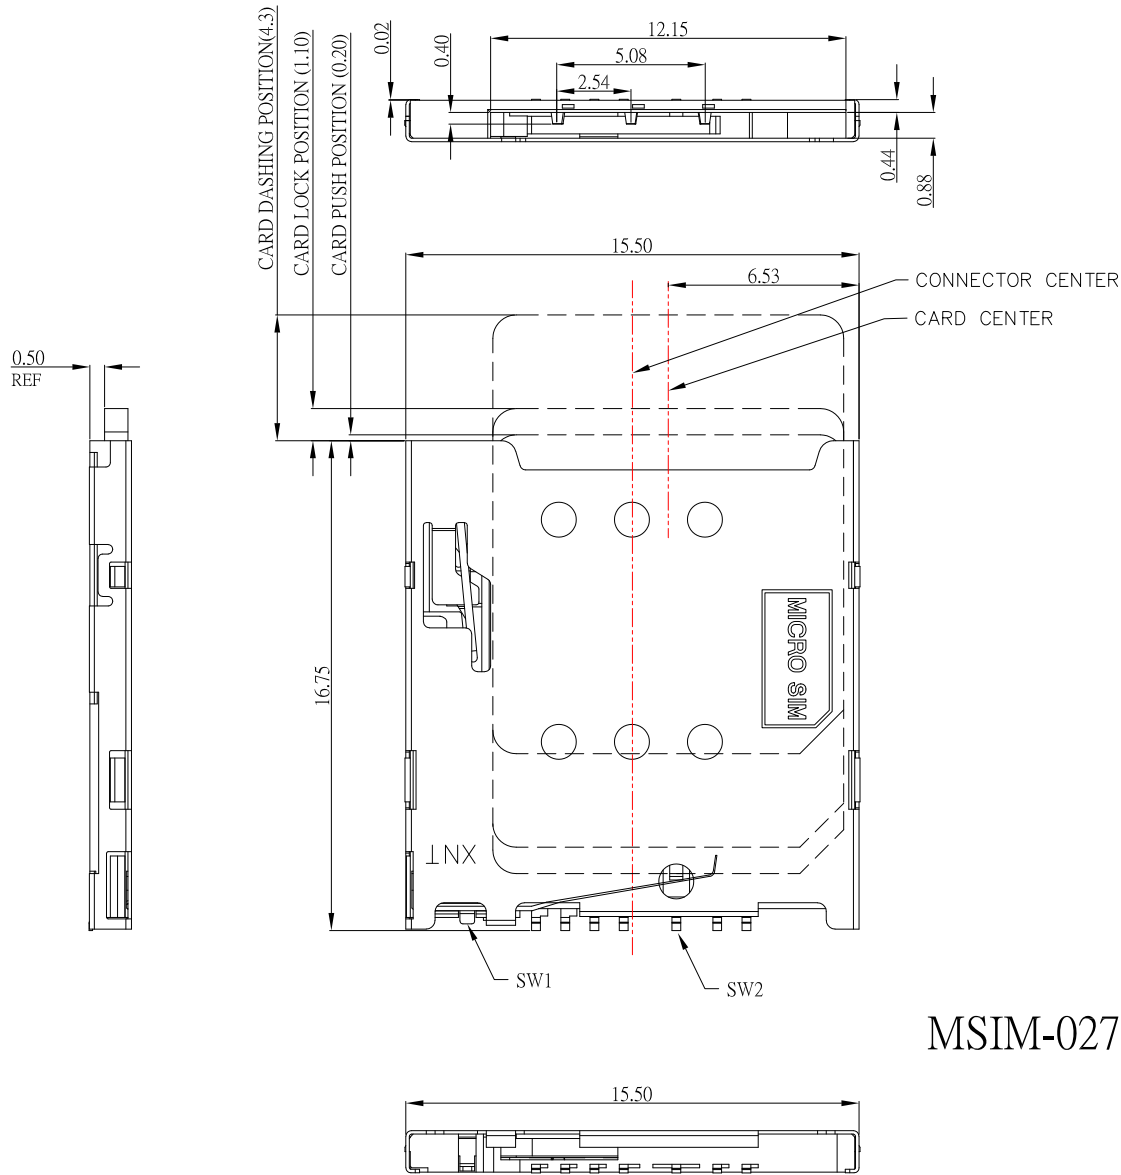 12.15
5.08
2.54
0.02
0.40
0.44
0.88
CARD DASHING POSITION(4.3)
CARD LOCK POSITION (1.10)
CARD PUSH POSITION (0.20)
15.50
6.53
CONNECTOR CENTER
CARD CENTER
0.50
REF
16.75
MICRO SIM
XNT
SW1
SW2
MSIM-027
15.50